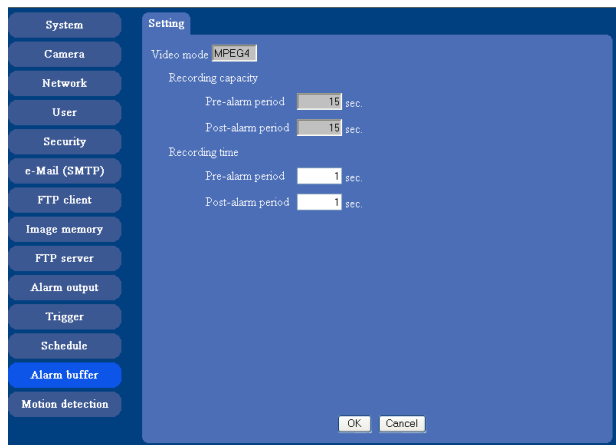 System
Camera
Network
User
Security
e-Mail (SMTP)
FTP client
Image memory
FTP server
Alarm output
Trigger
Schedule
Alarm buffer
Motion detection
Setting
Video mode MPEG4
Recording capacity
Pre-alarm period 15 sec.
Post-alarm period 15 sec.
Recording time
Pre-alarm period 1 sec.
Post-alarm period 1 sec.
OK Cancel